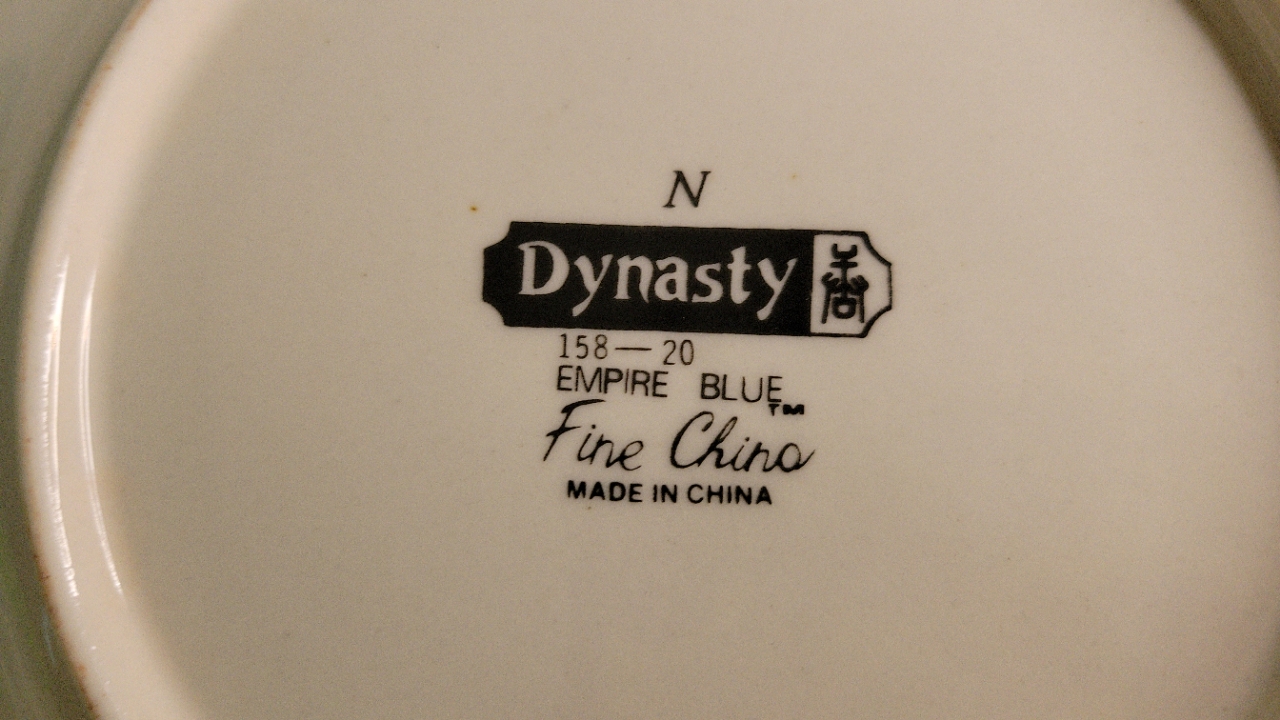 N
Dynasty
158—20
EMPIRE BLUE™
Fine China
MADE IN CHINA